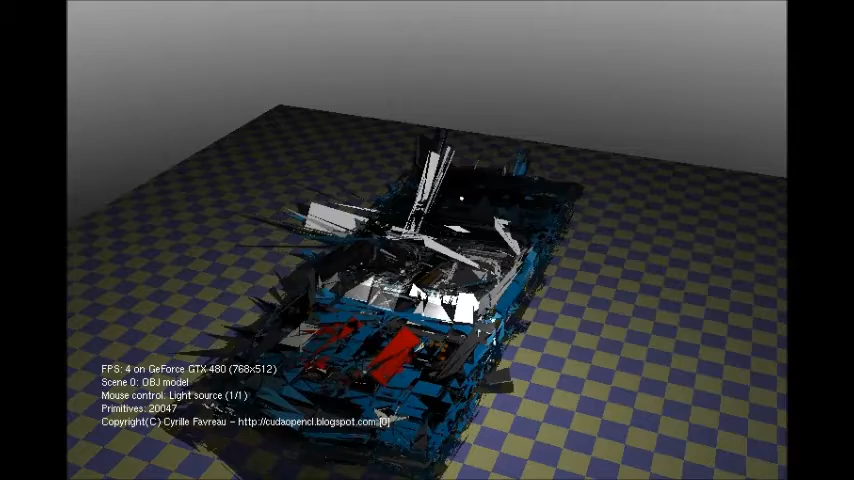 FPS: 4 on GeForce GTX 480 (768x512)
Scene 0: OBJ model
Mouse control: Light source (1/1)
Primitives: 20047
Copyright(C) Cyrille Favreau – http://cudaopencl.blogspot.com [0]